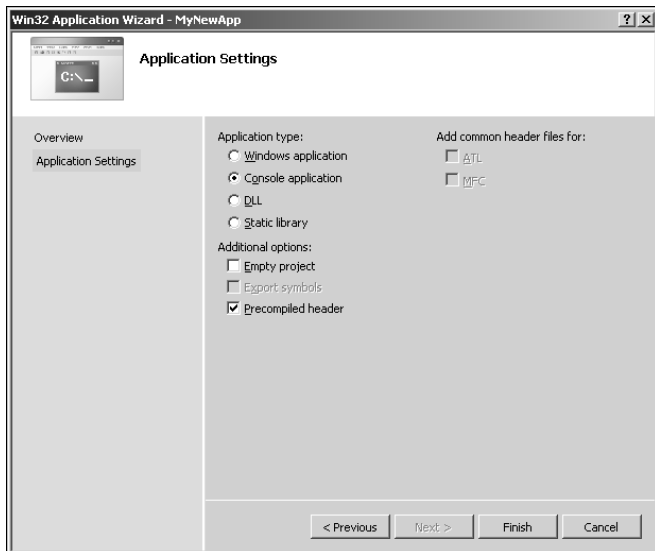 Win32 Application Wizard - MyNewApp
C:\_
Application Settings
Overview
Application Settings
Application type:
Windows application
Console application
DLL
Static library
Additional options:
Empty project
Export symbols
Precompiled header
Add common header files for:
ATL
MFC
< Previous
Next >
Finish
Cancel